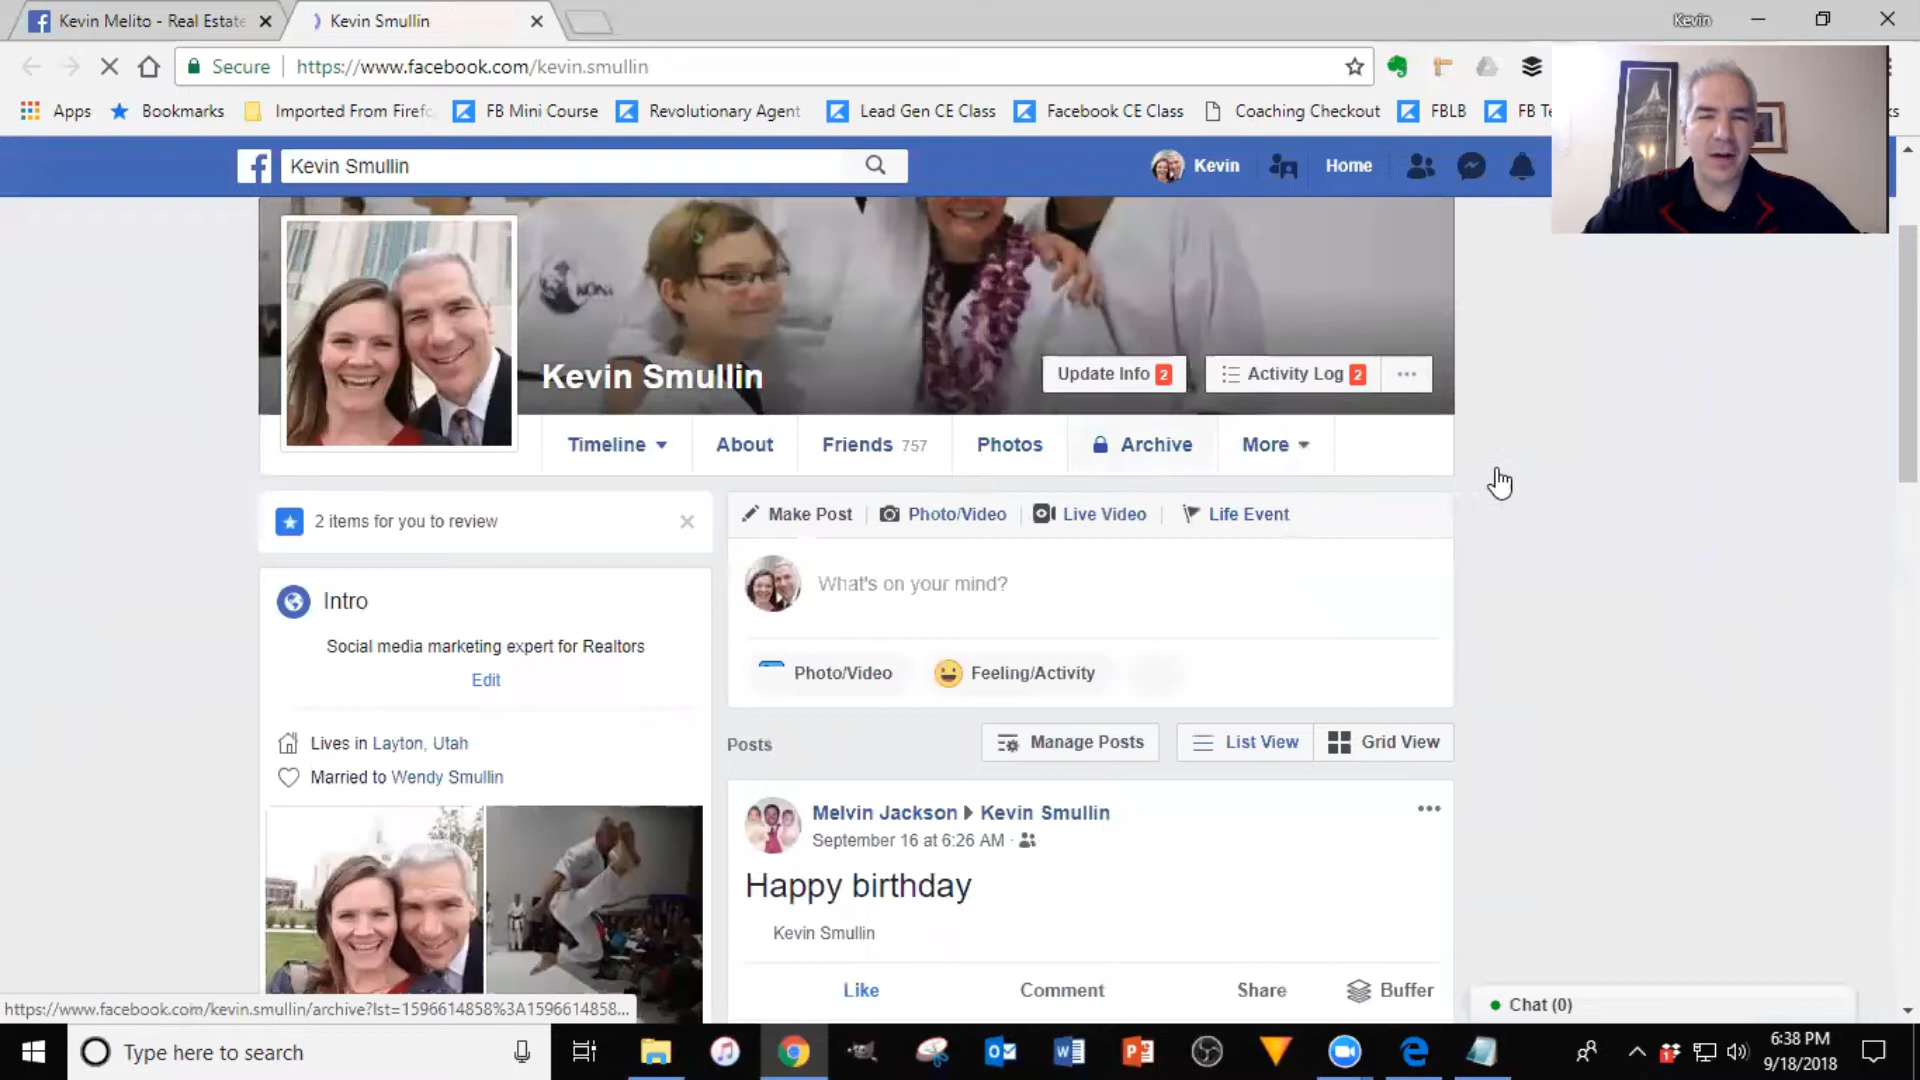 Kevin Melito - Real Estate
Kevin Smullin
Kevin
Secure
https://www.facebook.com/kevin.smullin
Apps
Bookmarks
Imported From Firefo
FB Mini Course
Revolutionary Agent
Lead Gen CE Class
Facebook CE Class
Coaching Checkout
FBLB
FB Te
Kevin Smullin
Kevin
Home
Kevin Smullin
Update Info 2
Activity Log 2
Timeline
About
Friends 757
Photos
Archive
More
2 items for you to review
Make Post
Photo/Video
Live Video
Life Event
Intro
What's on your mind?
Social media marketing expert for Realtors
Edit
Photo/Video
Feeling/Activity
Lives in Layton, Utah
Married to Wendy Smullin
Posts
Manage Posts
List View
Grid View
Melvin Jackson Kevin Smullin
September 16 at 6:26 AM
Happy birthday
Kevin Smullin
Like
Comment
Share
Buffer
https://www.facebook.com/kevin.smullin/archive?lst=1596614858%3A1596614858...
Chat (0)
Type here to search
6:38 PM
9/18/2018